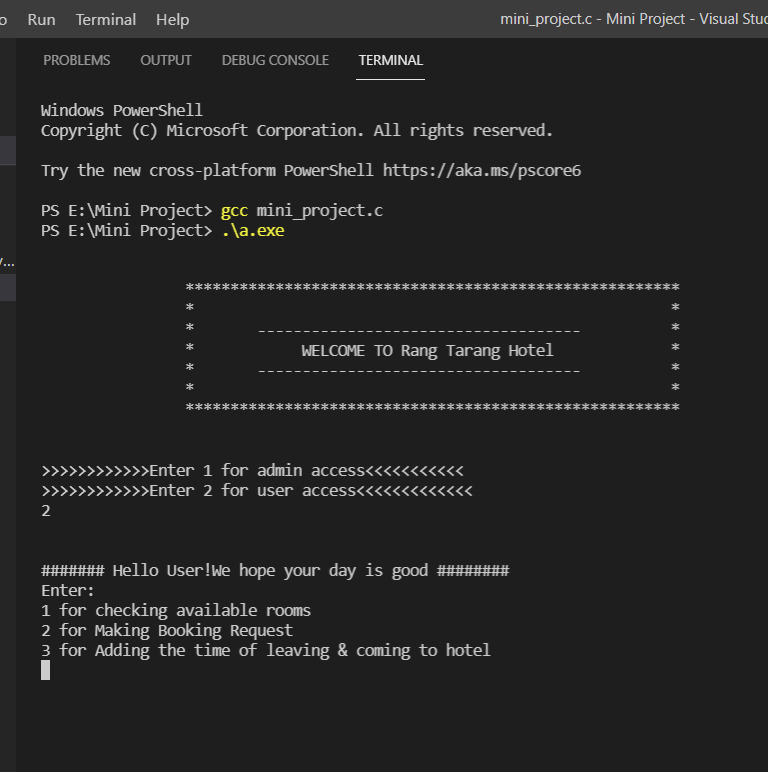 Run Terminal Help mini_project.c - Mini Project - Visual
PROBLEMS OUTPUT DEBUG CONSOLE TERMINAL
Windows PowerShell
Copyright (C) Microsoft Corporation. All rights reserved.
Try the new cross-platform PowerShell https://aka.ms/pscore6
PS E:\Mini Project> gcc mini_project.c
PS E:\Mini Project> .\a.exe
*******************************************************
* *
* ------------------------------------ *
* WELCOME TO Rang Tarang Hotel *
* ------------------------------------ *
* *
*******************************************************
>>>>>>>>>>>>Enter 1 for admin access<<<<<<<<<<<
>>>>>>>>>>>>Enter 2 for user access<<<<<<<<<<<<<
2
####### Hello User!We hope your day is good ########
Enter:
1 for checking available rooms
2 for Making Booking Request
3 for Adding the time of leaving & coming to hotel